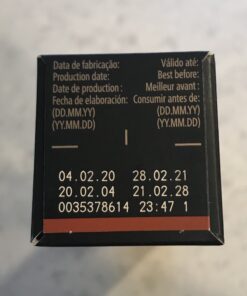 Data de fabricação: Válido até:
Production date: Best before:
Date de production : Meilleur avant :
Fecha de elaboración: Consumir antes de:
(DD.MM.YY) (DD.MM.YY)
(YY.MM.DD) (YY.MM.DD)
04.02.20 28.02.21
20.02.04 21.02.28
0035378614 23:47 1